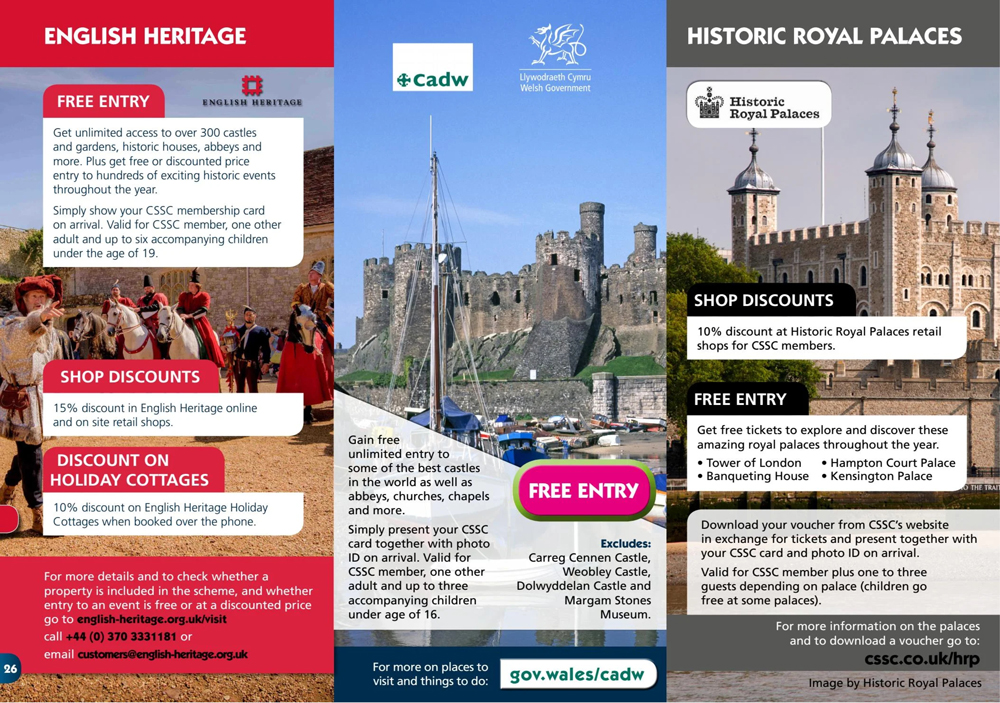 ENGLISH HERITAGE
ENGLISH HERITAGE
FREE ENTRY
Get unlimited access to over 300 castles
and gardens, historic houses, abbeys and
more. Plus get free or discounted price
entry to hundreds of exciting historic events
throughout the year.
Simply show your CSSC membership card
on arrival. Valid for CSSC member, one other
adult and up to six accompanying children
under the age of 19.
SHOP DISCOUNTS
15% discount in English Heritage online
and on site retail shops.
DISCOUNT ON
HOLIDAY COTTAGES
10% discount on English Heritage Holiday
Cottages when booked over the phone.
For more details and to check whether a
property is included in the scheme, and whether
entry to an event is free or at a discounted price
go to english-heritage.org.uk/visit
call +44 (0) 370 3331181 or
email customers@english-heritage.org.uk
26
cadw
Llywodraeth Cymru
Welsh Government
Gain free
unlimited entry to
some of the best castles
in the world as well as
abbeys, churches, chapels
and more.
Simply present your CSSC
card together with photo
ID on arrival. Valid for
CSSC member, one other
adult and up to three
accompanying children
under age of 16.
FREE ENTRY
Excludes:
Carreg Cennen Castle,
Weobley Castle,
Dolwyddelan Castle and
Margam Stones
Museum.
For more on places to
visit and things to do:
gov.wales/cadw
HISTORIC ROYAL PALACES
Historic
Royal Palaces
SHOP DISCOUNTS
10% discount at Historic Royal Palaces retail
shops for CSSC members.
FREE ENTRY
Get free tickets to explore and discover these
amazing royal palaces throughout the year.
• Tower of London • Hampton Court Palace
• Banqueting House • Kensington Palace
TO THE TRAIT
Download your voucher from CSSC's website
in exchange for tickets and present together with
your CSSC card and photo ID on arrival.
Valid for CSSC member plus one to three
guests depending on palace (children go
free at some palaces).
For more information on the palaces
and to download a voucher go to:
cssc.co.uk/hrp
Image by Historic Royal Palaces